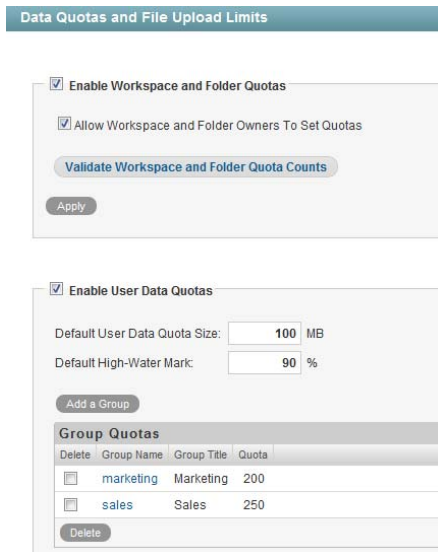 Data Quotas and File Upload Limits
Enable Workspace and Folder Quotas
Allow Workspace and Folder Owners To Set Quotas
Validate Workspace and Folder Quota Counts
Apply
Enable User Data Quotas
Default User Data Quota Size: 100 MB
Default High-Water Mark: 90 %
Add a Group
Group Quotas
Delete Group Name Group Title Quota
marketing Marketing 200
sales Sales 250
Delete